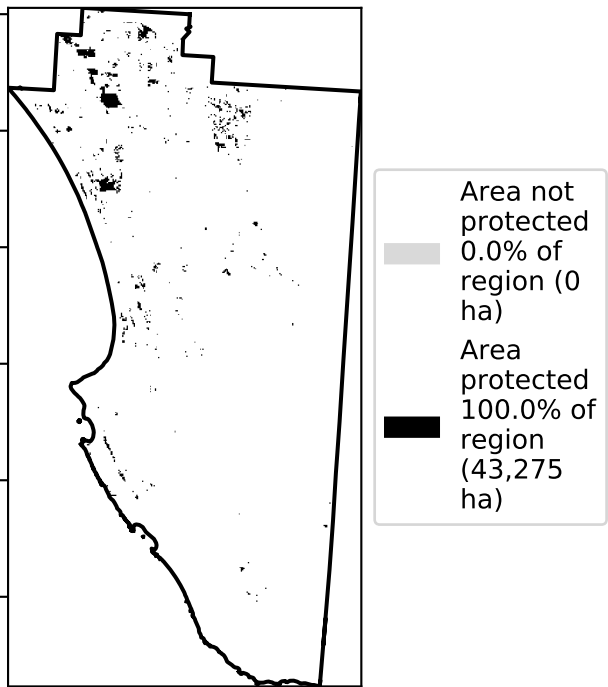 Area not
protected
0.0% of
region (0
ha)
Area
protected
100.0% of
region
(43,275
ha)